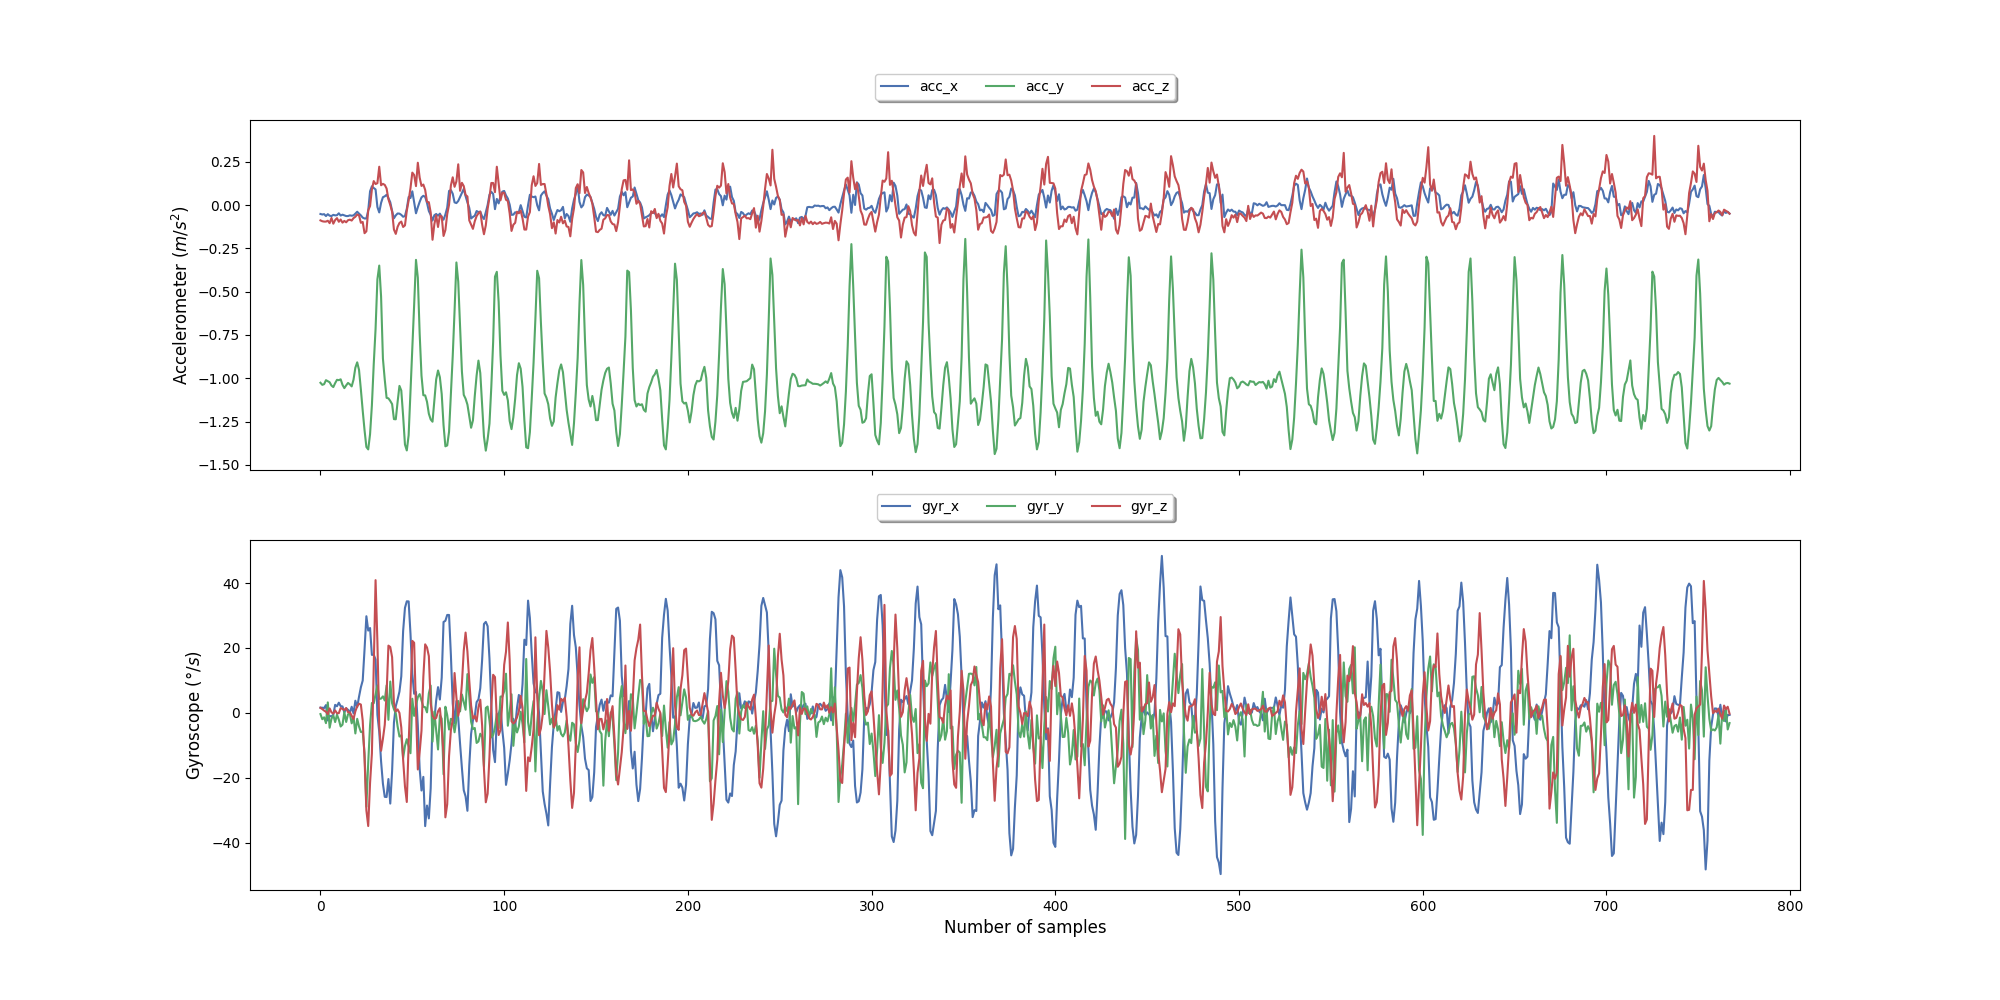 acc_x acc_y acc_z
Accelerometer (m/s²)
0.25
0.00
−0.25
−0.50
−0.75
−1.00
−1.25
−1.50
gyr_x gyr_y gyr_z
Gyroscope (°/s)
40
20
0
−20
−40
0 100 200 300 400 500 600 700 800
Number of samples